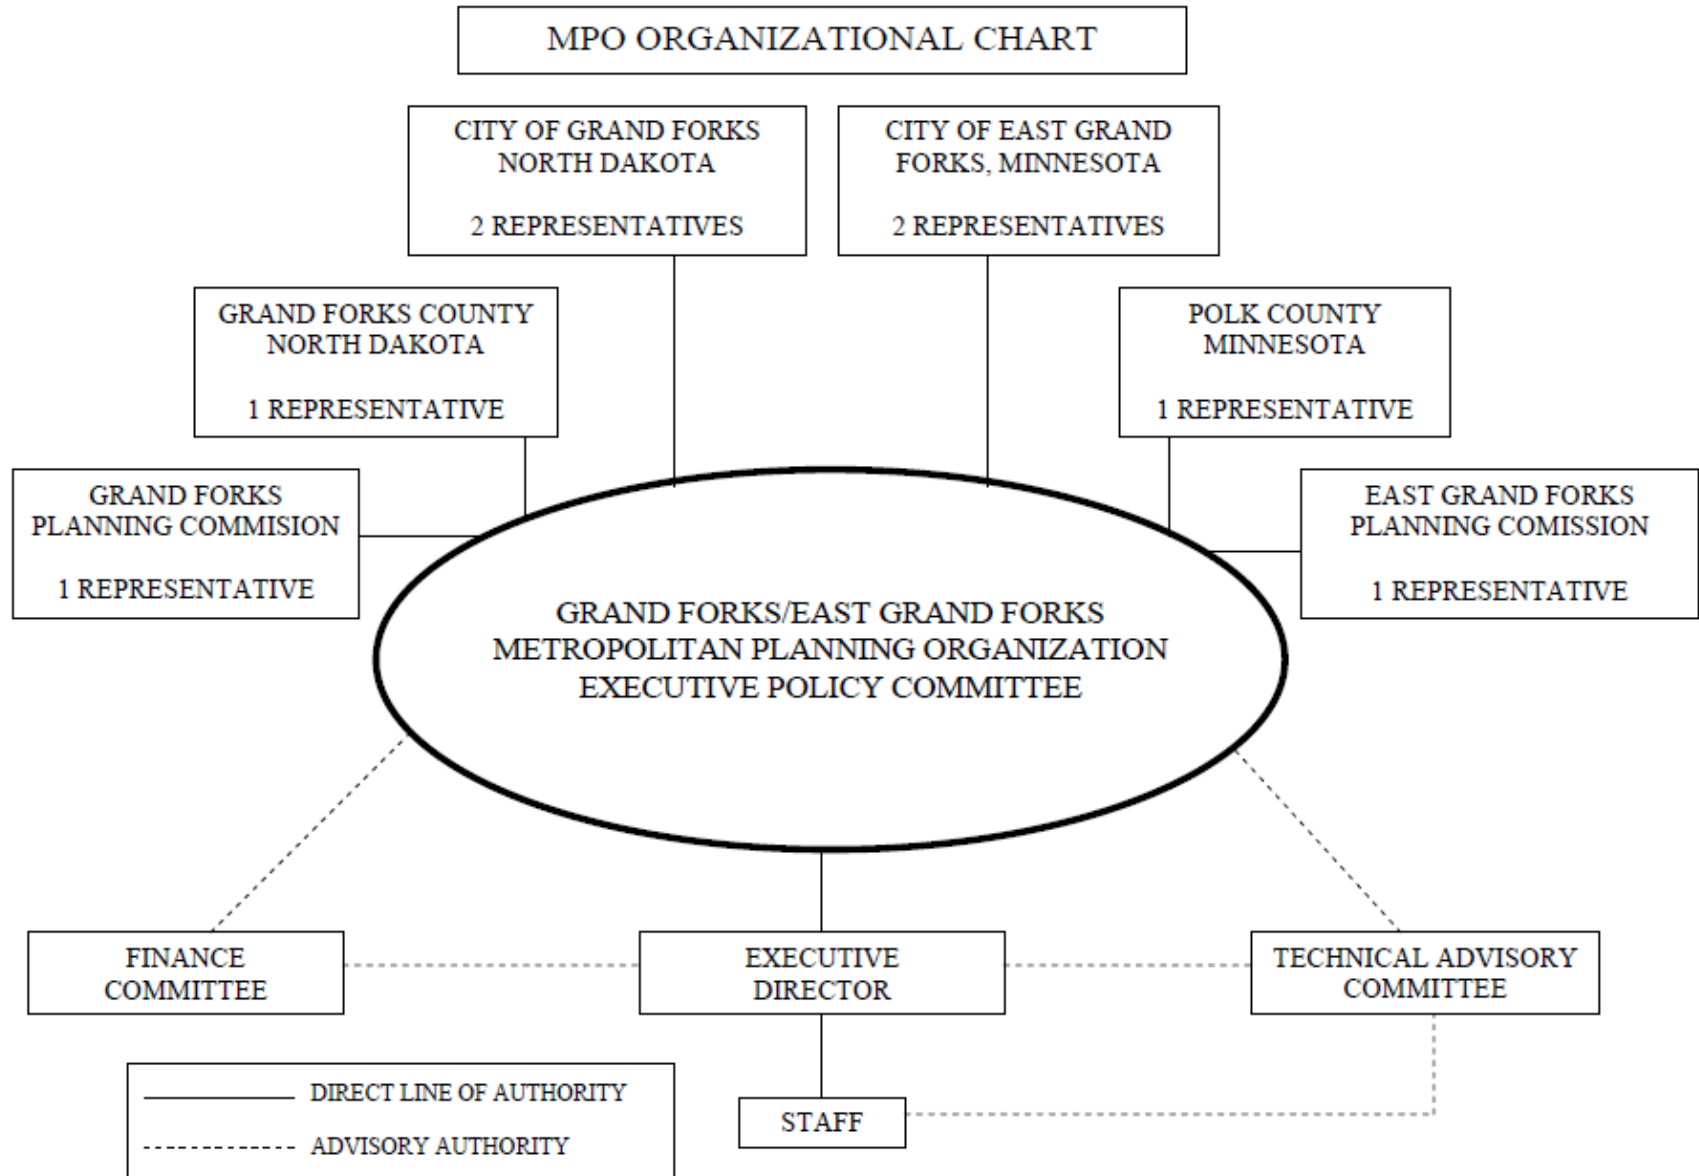 MPO ORGANIZATIONAL CHART
CITY OF GRAND FORKS
NORTH DAKOTA
2 REPRESENTATIVES
CITY OF EAST GRAND
FORKS, MINNESOTA
2 REPRESENTATIVES
GRAND FORKS COUNTY
NORTH DAKOTA
1 REPRESENTATIVE
POLK COUNTY
MINNESOTA
1 REPRESENTATIVE
GRAND FORKS
PLANNING COMMISION
1 REPRESENTATIVE
EAST GRAND FORKS
PLANNING COMISSION
1 REPRESENTATIVE
GRAND FORKS/EAST GRAND FORKS
METROPOLITAN PLANNING ORGANIZATION
EXECUTIVE POLICY COMMITTEE
FINANCE
COMMITTEE
EXECUTIVE
DIRECTOR
TECHNICAL ADVISORY
COMMITTEE
STAFF
DIRECT LINE OF AUTHORITY
ADVISORY AUTHORITY